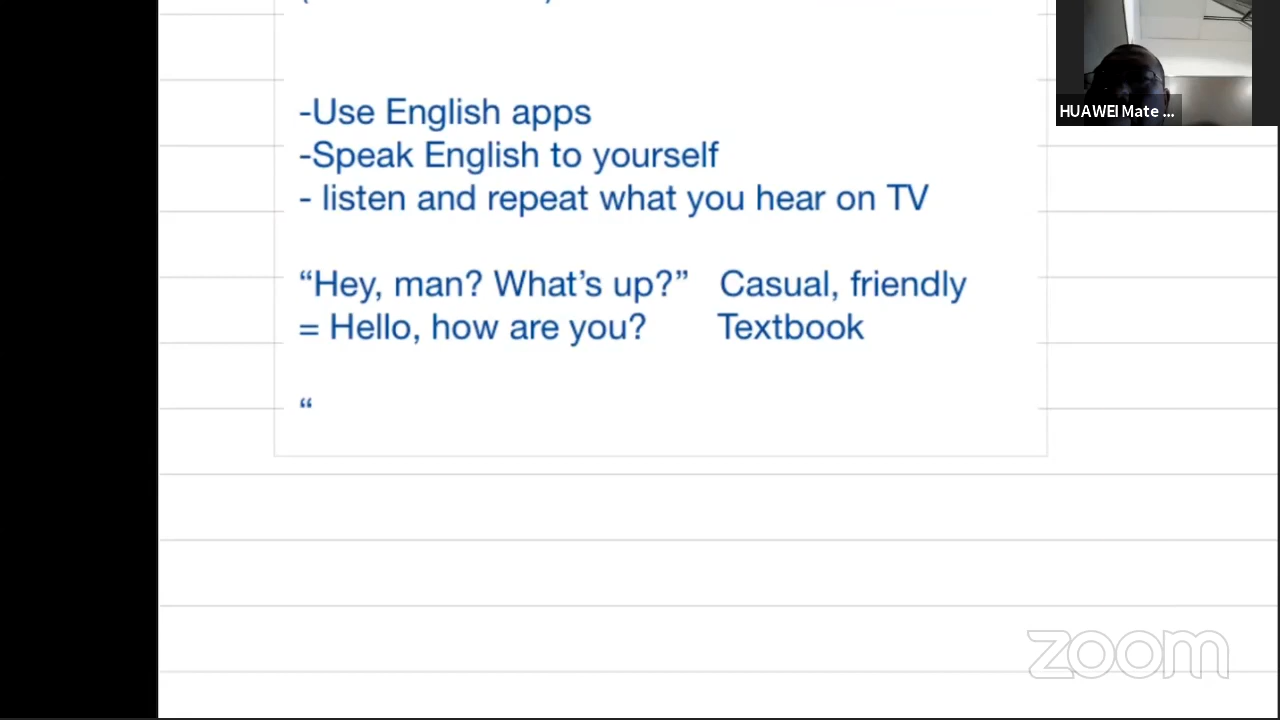 -Use English apps
-Speak English to yourself
- listen and repeat what you hear on TV
“Hey, man? What’s up?” Casual, friendly
= Hello, how are you? Textbook
“
HUAWEI Mate ...
zoom